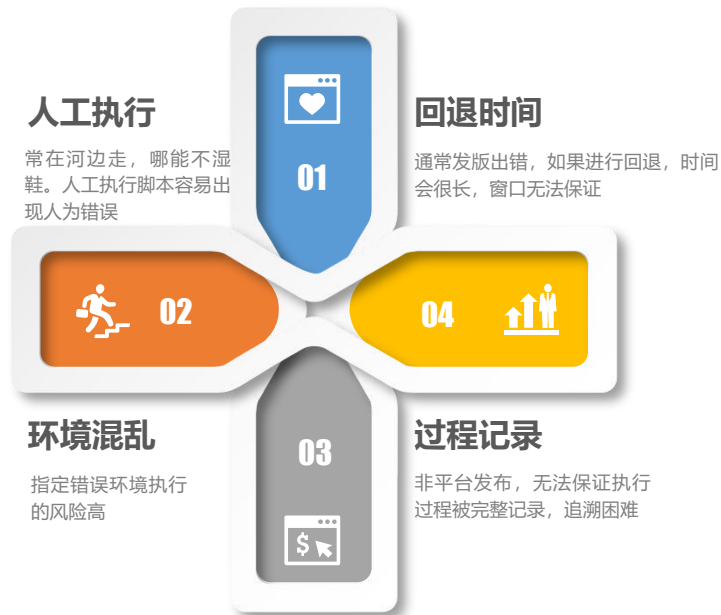 人工执行
常在河边走，哪能不湿
鞋。人工执行脚本容易出
现人为错误
01
回退时间
通常发版出错，如果进行回退，时间
会很长，窗口无法保证
02
04
环境混乱
指定错误环境执行
的风险高
03
$
过程记录
非平台发布，无法保证执行
过程被完整记录，追溯困难